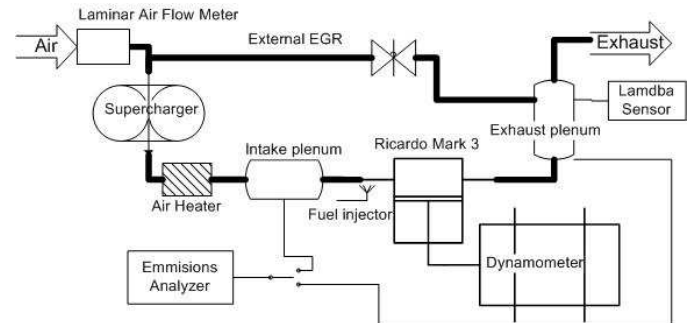 Laminar Air Flow Meter
Air
External EGR
Exhaust
Supercharger
Lamdba
Sensor
Exhaust plenum
Intake plenum
Ricardo Mark 3
Air Heater
Fuel injector
Emmisions
Analyzer
Dynamometer